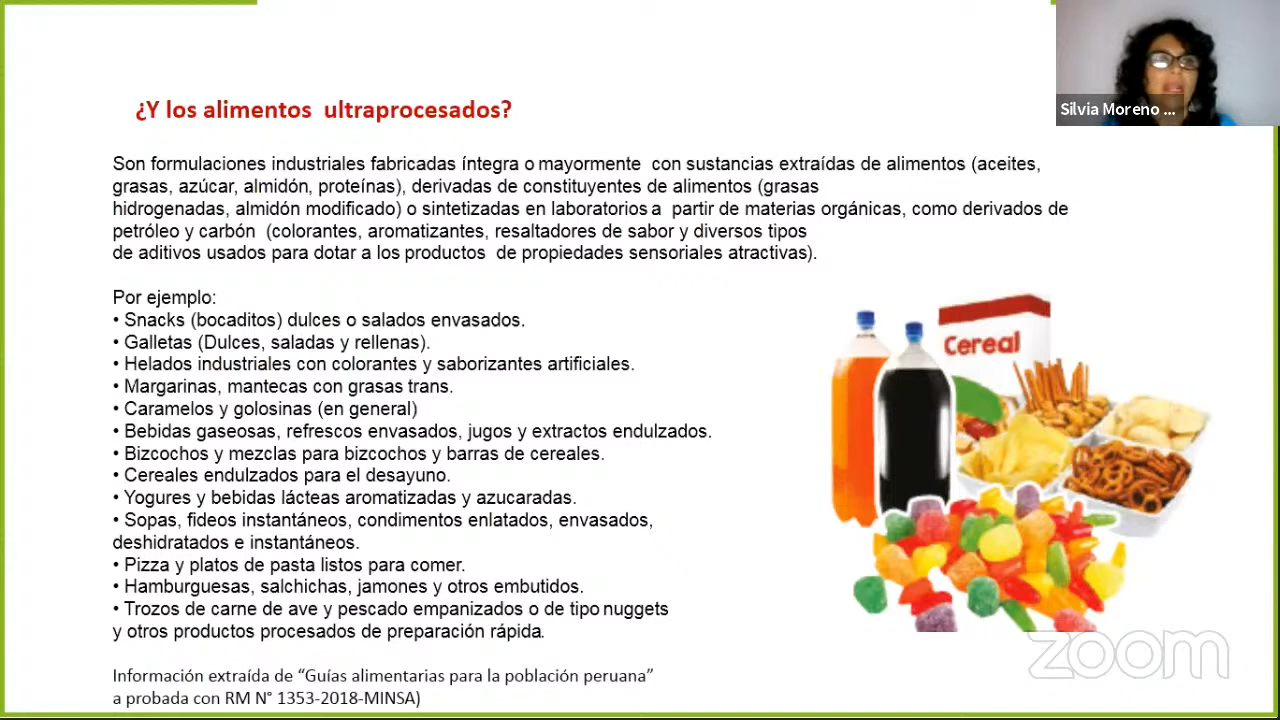 Silvia Moreno ...
¿Y los alimentos ultraprocesados?
Son formulaciones industriales fabricadas íntegra o mayormente con sustancias extraídas de alimentos (aceites,
grasas, azúcar, almidón, proteínas), derivadas de constituyentes de alimentos (grasas
hidrogenadas, almidón modificado) o sintetizadas en laboratorios a partir de materias orgánicas, como derivados de
petróleo y carbón (colorantes, aromatizantes, resaltadores de sabor y diversos tipos
de aditivos usados para dotar a los productos de propiedades sensoriales atractivas).
Por ejemplo:
• Snacks (bocaditos) dulces o salados envasados.
• Galletas (Dulces, saladas y rellenas).
• Helados industriales con colorantes y saborizantes artificiales.
• Margarinas, mantecas con grasas trans.
• Caramelos y golosinas (en general)
• Bebidas gaseosas, refrescos envasados, jugos y extractos endulzados.
• Bizcochos y mezclas para bizcochos y barras de cereales.
• Cereales endulzados para el desayuno.
• Yogures y bebidas lácteas aromatizadas y azucaradas.
• Sopas, fideos instantáneos, condimentos enlatados, envasados,
deshidratados e instantáneos.
• Pizza y platos de pasta listos para comer.
• Hamburguesas, salchichas, jamones y otros embutidos.
• Trozos de carne de ave y pescado empanizados o de tipo nuggets
y otros productos procesados de preparación rápida.
Cereal
Información extraída de “Guías alimentarias para la población peruana”
a probada con RM N° 1353-2018-MINSA)
zoom